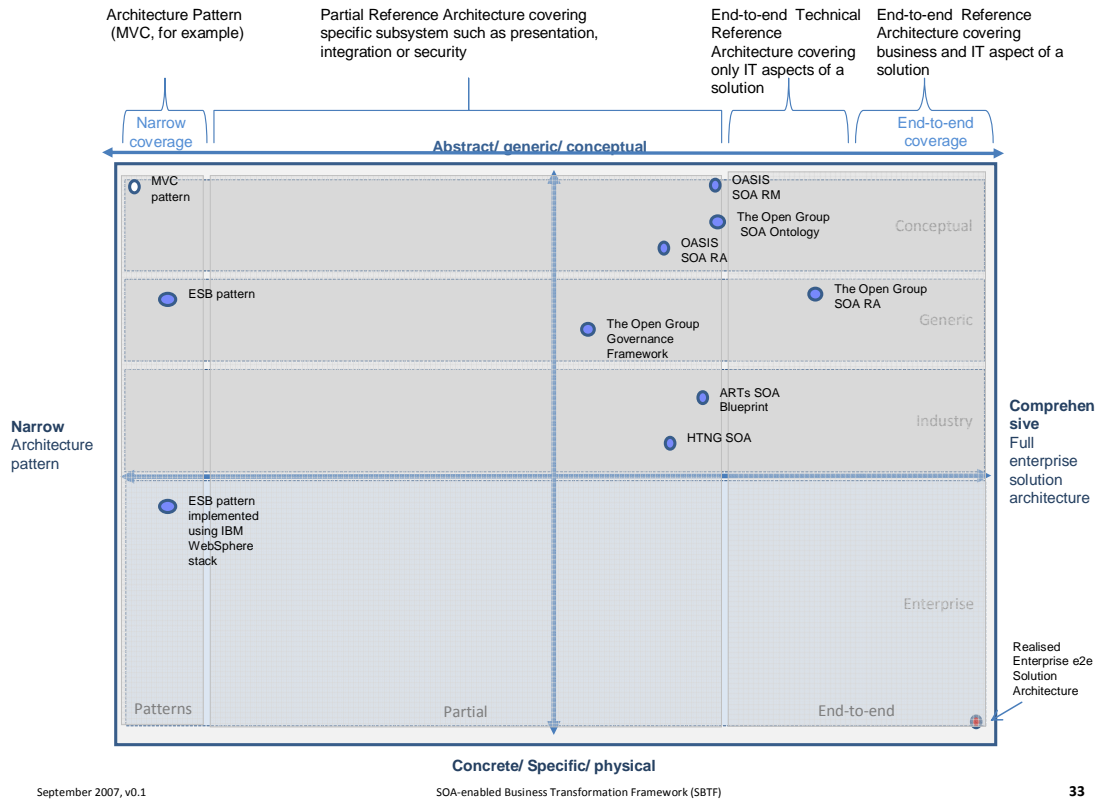 Architecture Pattern
(MVC, for example)
Partial Reference Architecture covering
specific subsystem such as presentation,
integration or security
End-to-end Technical
Reference
Architecture covering
only IT aspects of a
solution
End-to-end Reference
Architecture covering
business and IT aspect of a
solution
Narrow
coverage
End-to-end
coverage
Abstract/ generic/ conceptual
MVC
pattern
OASIS
SOA RM
The Open Group
SOA Ontology
OASIS
SOA RA
Conceptual
ESB pattern
The Open Group
SOA RA
The Open Group
Governance
Framework
Generic
ARTs SOA
Blueprint
HTNG SOA
Industry
Narrow
Architecture
pattern
Comprehen
sive
Full
enterprise
solution
architecture
ESB pattern
implemented
using IBM
WebSphere
stack
Enterprise
Realised
Enterprise e2e
Solution
Architecture
Patterns
Partial
End-to-end
Concrete/ Specific/ physical
September 2007, v0.1
SOA-enabled Business Transformation Framework (SBTF)
33